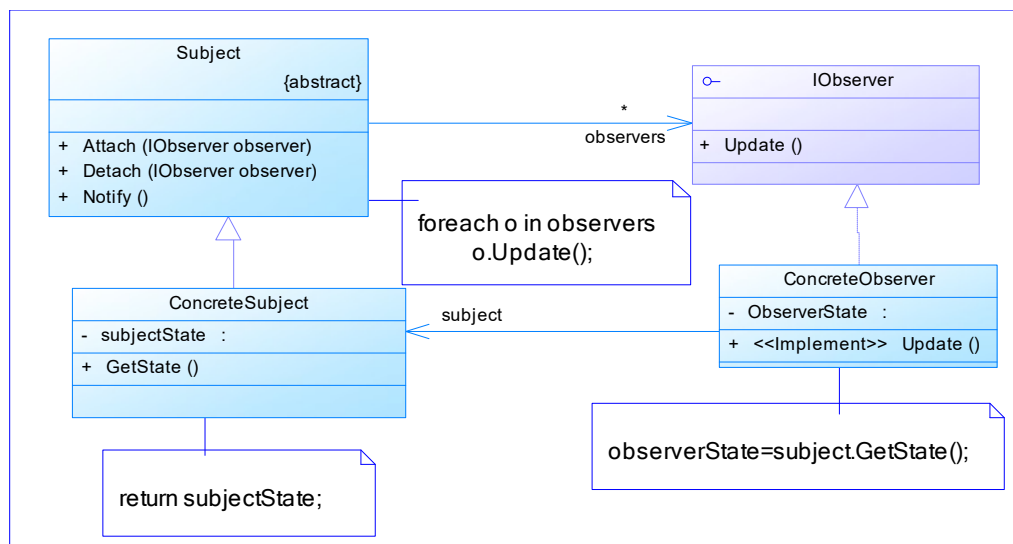 Subject
{abstract}
+ Attach (IObserver observer)
+ Detach (IObserver observer)
+ Notify ()
*
observers
IObserver
+ Update ()
foreach o in observers
o.Update();
ConcreteSubject
- subjectState :
+ GetState ()
subject
ConcreteObserver
- ObserverState :
+ <<Implement>> Update ()
return subjectState;
observerState=subject.GetState();